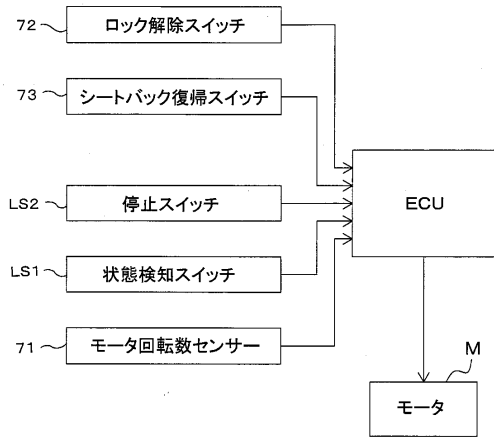 72
ロック解除スイッチ
73
シートバック復帰スイッチ
LS2
停止スイッチ
ECU
LS1
状態検知スイッチ
71
モータ回転数センサー
M
モータ